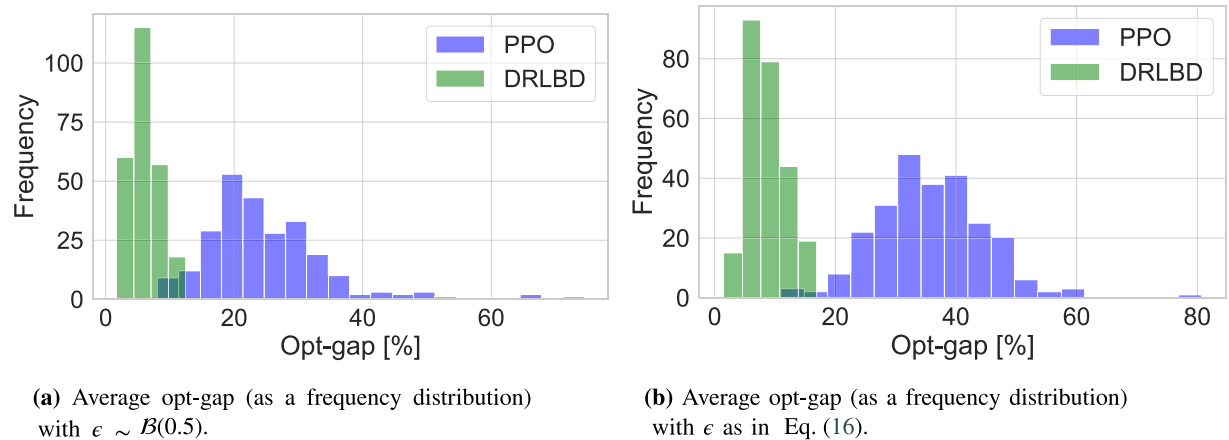 PPO
DRLBD
Frequency
100
75
50
25
0
0 20 40 60
Opt-gap [%]
(a) Average opt-gap (as a frequency distribution)
with ϵ ∼ ℬ(0.5).
PPO
DRLBD
Frequency
80
60
40
20
0
0 20 40 60 80
Opt-gap [%]
(b) Average opt-gap (as a frequency distribution)
with ϵ as in Eq. (16).